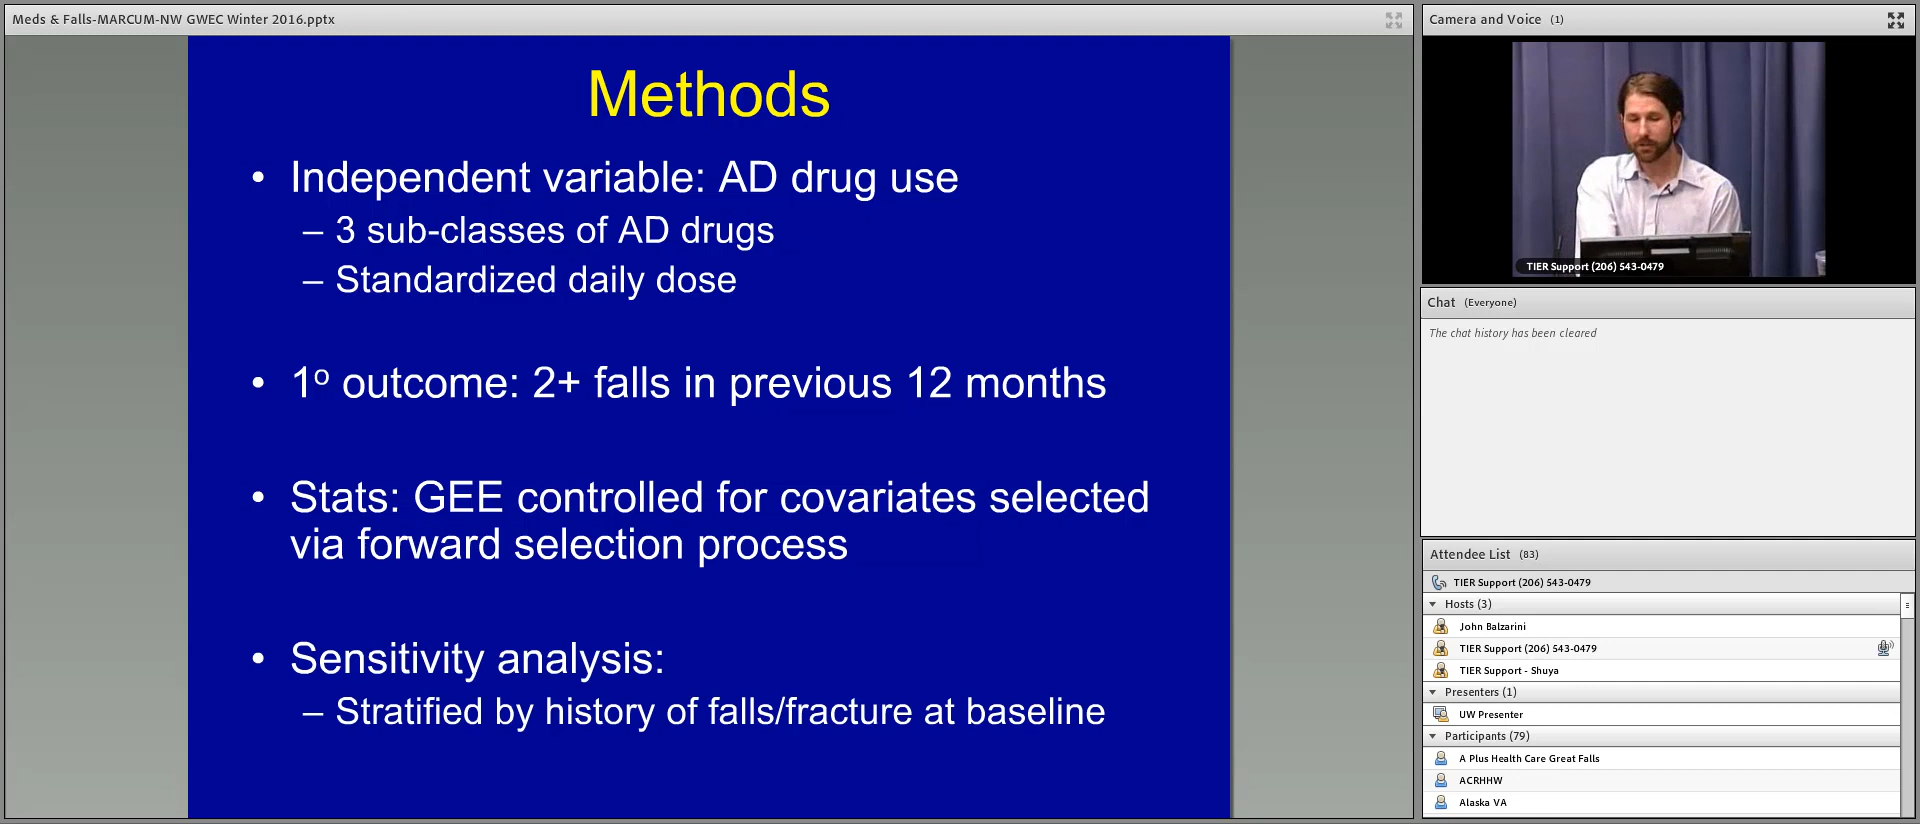 Meds & Falls-MARCUM-NW GWEC Winter 2016.pptx
Methods
• Independent variable: AD drug use
– 3 sub-classes of AD drugs
– Standardized daily dose
• 1º outcome: 2+ falls in previous 12 months
• Stats: GEE controlled for covariates selected
via forward selection process
• Sensitivity analysis:
– Stratified by history of falls/fracture at baseline
Camera and Voice (1)
TIER Support (206) 543-0479
Chat (Everyone)
The chat history has been cleared
Attendee List (83)
TIER Support (206) 543-0479
Hosts (3)
John Balzarini
TIER Support (206) 543-0479
TIER Support - Shuya
Presenters (1)
UW Presenter
Participants (79)
A Plus Health Care Great Falls
ACRHHW
Alaska VA